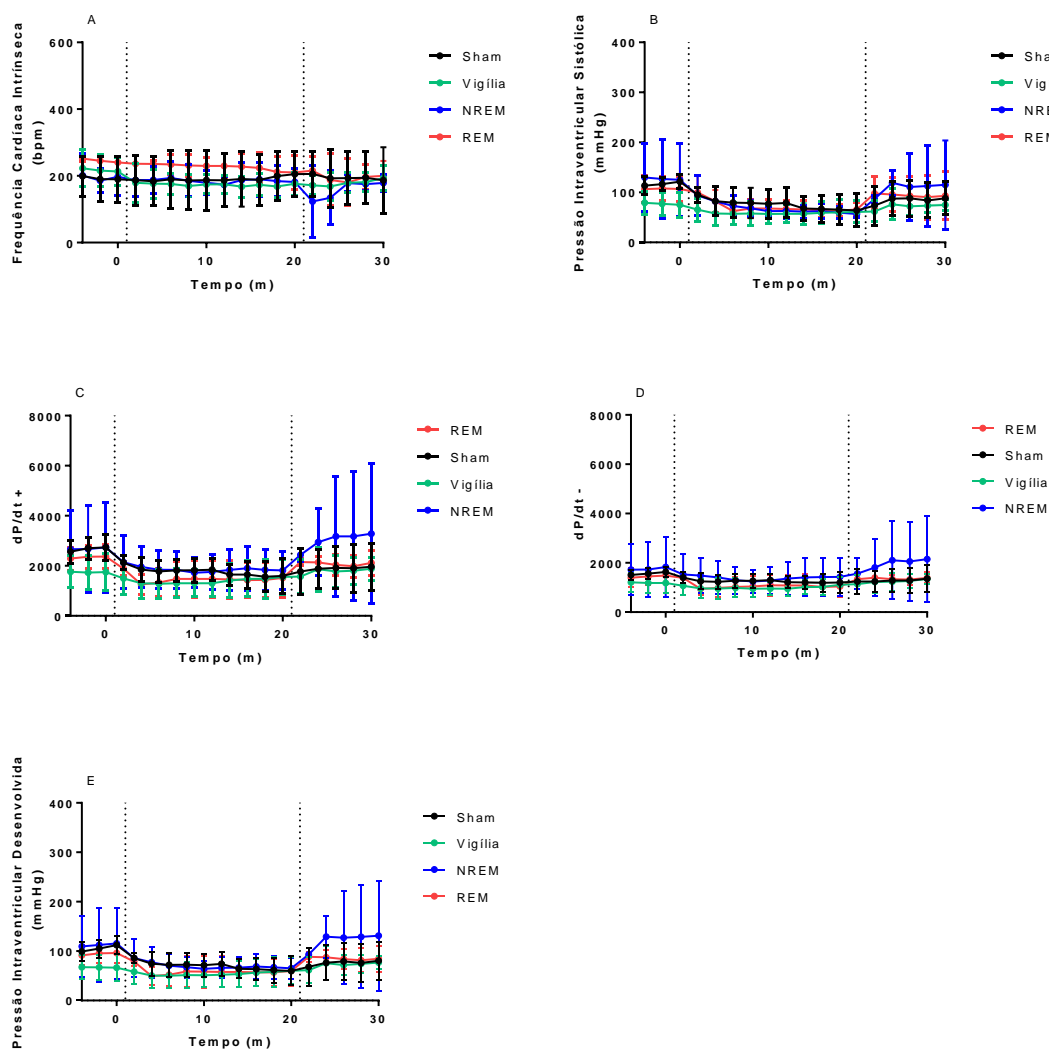 A
Frequência Cardíaca Intrínseca
(bpm)
600
400
200
0
0
10
20
30
Tempo (m)
Sham
Vigília
NREM
REM
B
Pressão Intraventricular Sistólica
(mmHg)
400
300
200
100
0
0
10
20
30
Tempo (m)
Sha
Vig
NRE
REM
C
dP/dt +
8000
6000
4000
2000
0
0
10
20
30
Tempo (m)
REM
Sham
Vigília
NREM
D
dP/dt -
8000
6000
4000
2000
0
0
10
20
30
Tempo (m)
REM
Sham
Vigília
NREM
E
Pressão Intraventricular Desenvolvida
(mmHg)
400
300
200
100
0
0
10
20
30
Tempo (m)
Sham
Vigília
NREM
REM